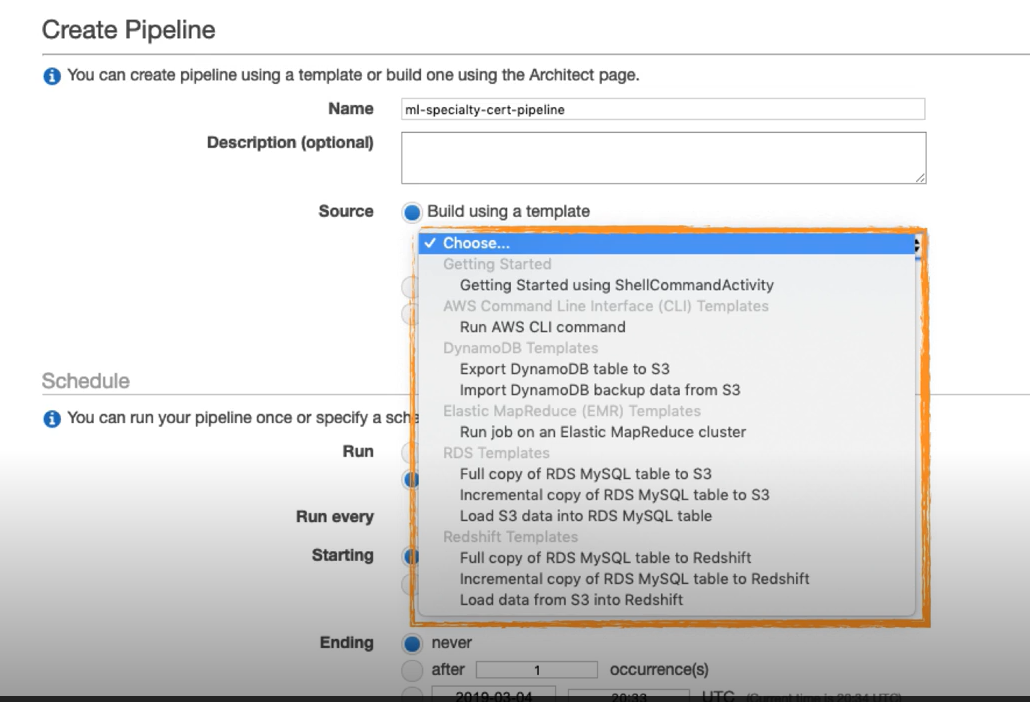 Create Pipeline
You can create pipeline using a template or build one using the Architect page.
Name ml-specialty-cert-pipeline
Description (optional)
Source Build using a template
✓ Choose...
Getting Started
Getting Started using ShellCommandActivity
AWS Command Line Interface (CLI) Templates
Run AWS CLI command
DynamoDB Templates
Export DynamoDB table to S3
Import DynamoDB backup data from S3
Elastic MapReduce (EMR) Templates
Run job on an Elastic MapReduce cluster
RDS Templates
Full copy of RDS MySQL table to S3
Incremental copy of RDS MySQL table to S3
Load S3 data into RDS MySQL table
Redshift Templates
Full copy of RDS MySQL table to Redshift
Incremental copy of RDS MySQL table to Redshift
Load data from S3 into Redshift
Schedule
You can run your pipeline once or specify a sche
Run
Run every
Starting
Ending never
after 1 occurrence(s)
2019-03-04 20:33 UTC (Current time is 20:34 UTC)